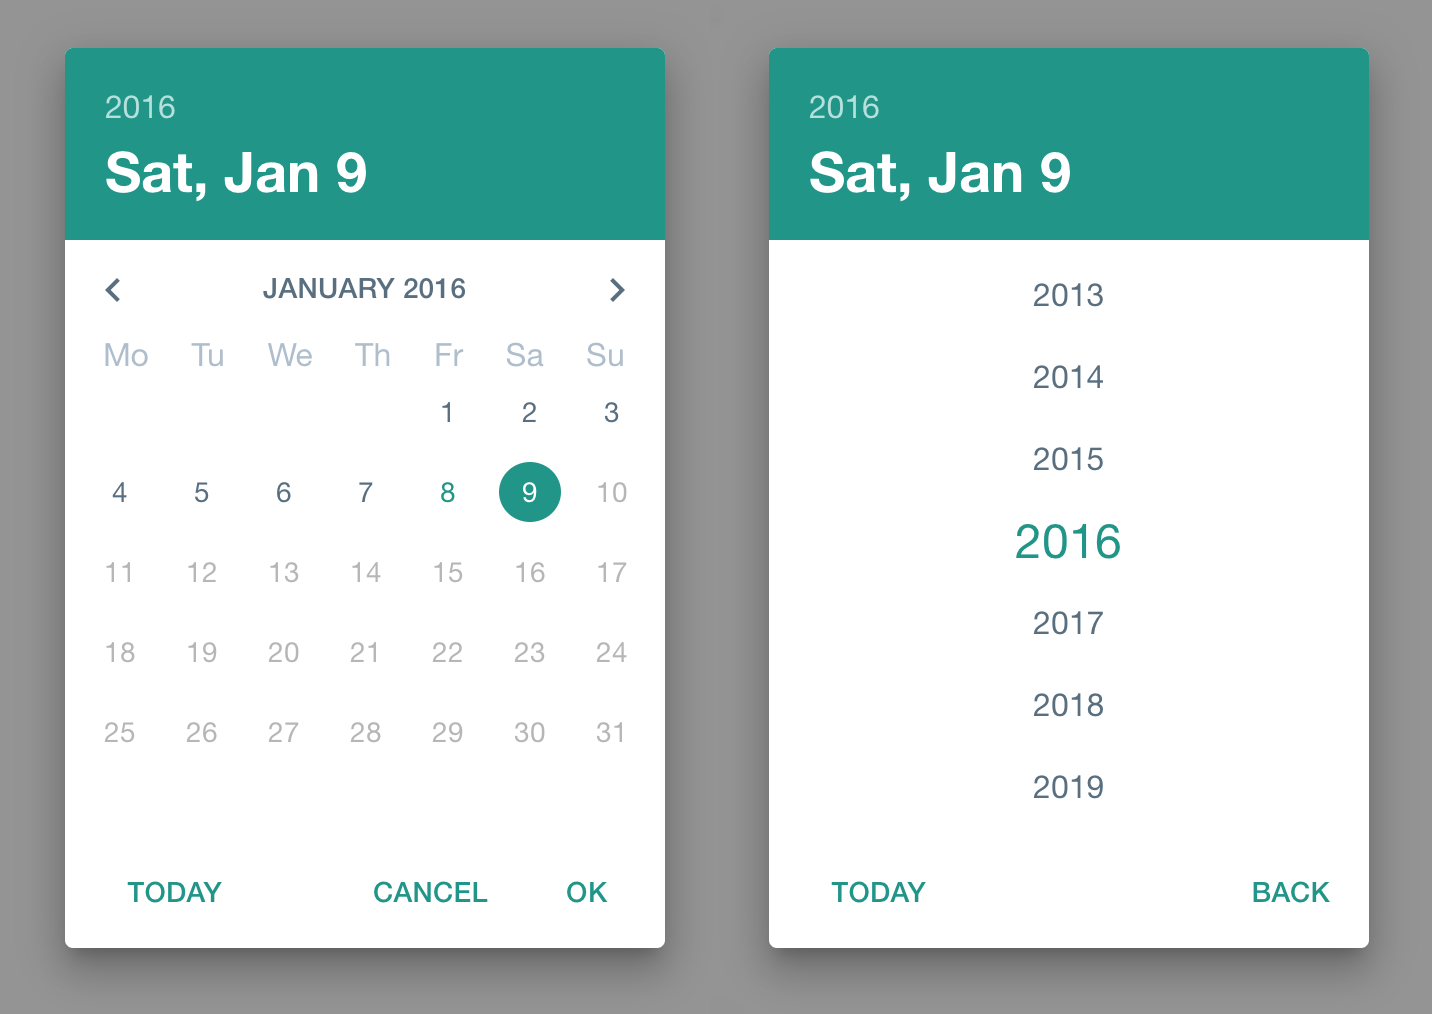 2016
Sat, Jan 9
JANUARY 2016
Mo Tu We Th Fr Sa Su
1 2 3
4 5 6 7 8 9 10
11 12 13 14 15 16 17
18 19 20 21 22 23 24
25 26 27 28 29 30 31
TODAY CANCEL OK
2016
Sat, Jan 9
2013
2014
2015
2016
2017
2018
2019
TODAY BACK